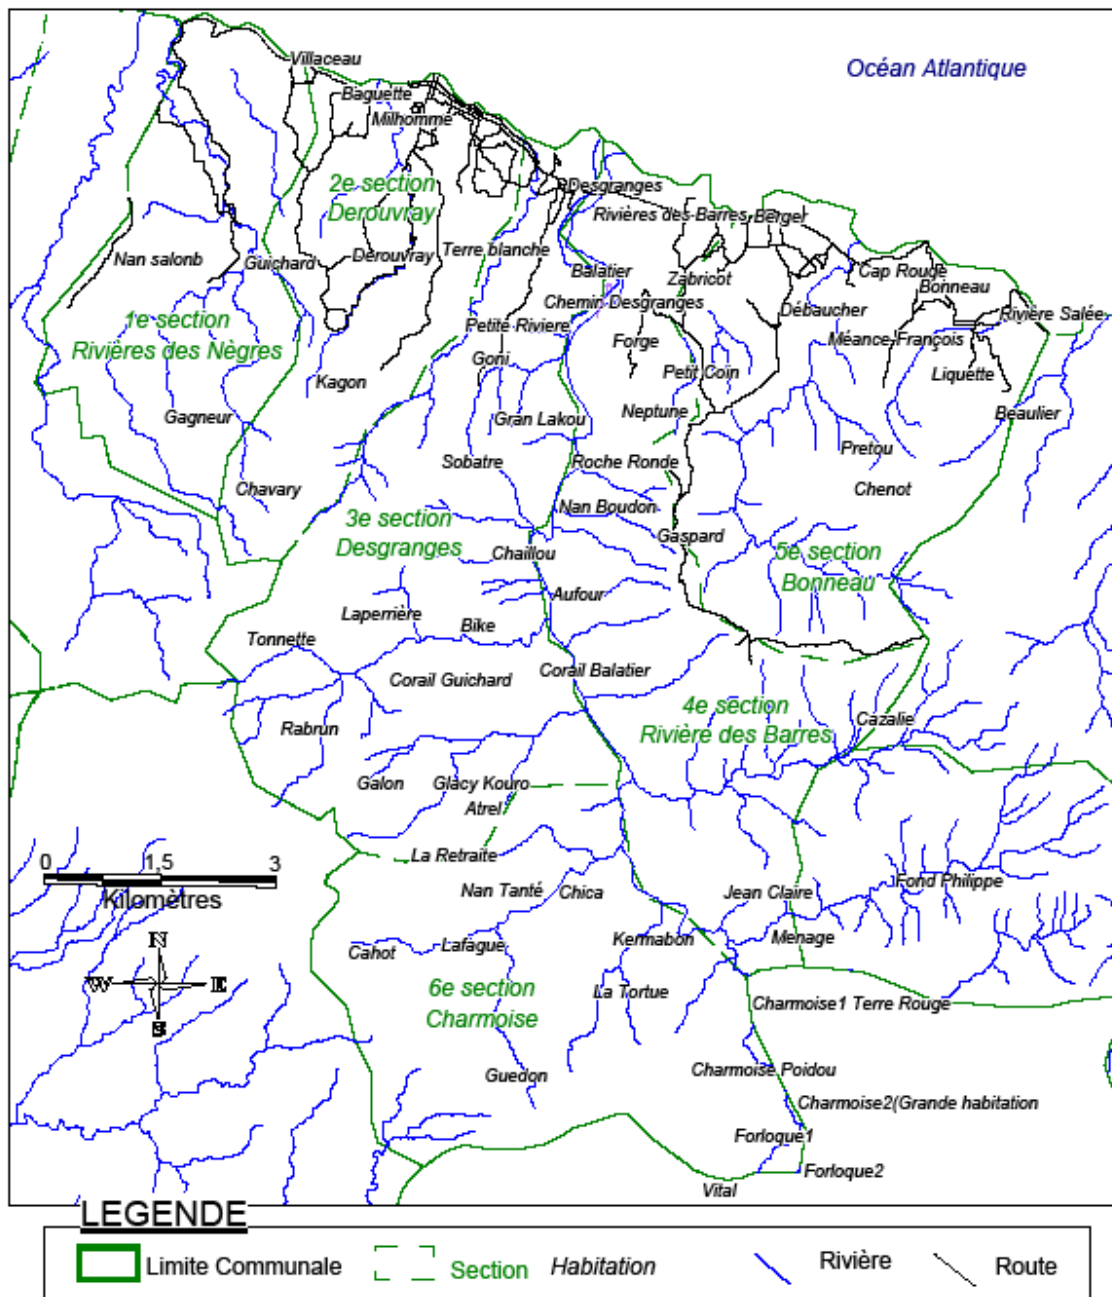 Océan Atlantique
Villaceau
Baguette
Milhomme
2e section
Derouvray
Desgranges
Rivières des Barres
Berger
Nan salonb
Guichard
Derouvray
Terre blanche
Balatier
Zabricot
Cap Rouge
Bonneau
Chemin Desgranges
Débaucher
Rivière Salée
1e section
Rivières des Nègres
Petite Riviere
Forge
Méance François
Goni
Kagon
Petit Coin
Liquette
Gagneur
Gran Lakou
Neptune
Beaulier
Pretou
Sobatre
Roche Ronde
Chavary
Chenot
Nan Boudon
3e section
Desgranges
Gaspard
Chaillou
5e section
Bonneau
Aufour
Laperrière
Bike
Tonnette
Corail Balatier
Corail Guichard
4e section
Rivière des Barres
Cazalie
Rabrun
Galon
Glacy Kouro
Atrel
La Retraite
0 1,5 3
Kilomètres
Nan Tanté
Chica
Jean Claire
Fond Philippe
Kermabon
Menage
Cahot
Lafague
N
W E
S
6e section
Charmoise
La Tortue
Charmoise1 Terre Rouge
Guedon
Charmoise Poidou
Charmoise2(Grande habitation
Forloque1
Forloque2
Vital
LEGENDE
Limite Communale
Section
Habitation
Rivière
Route